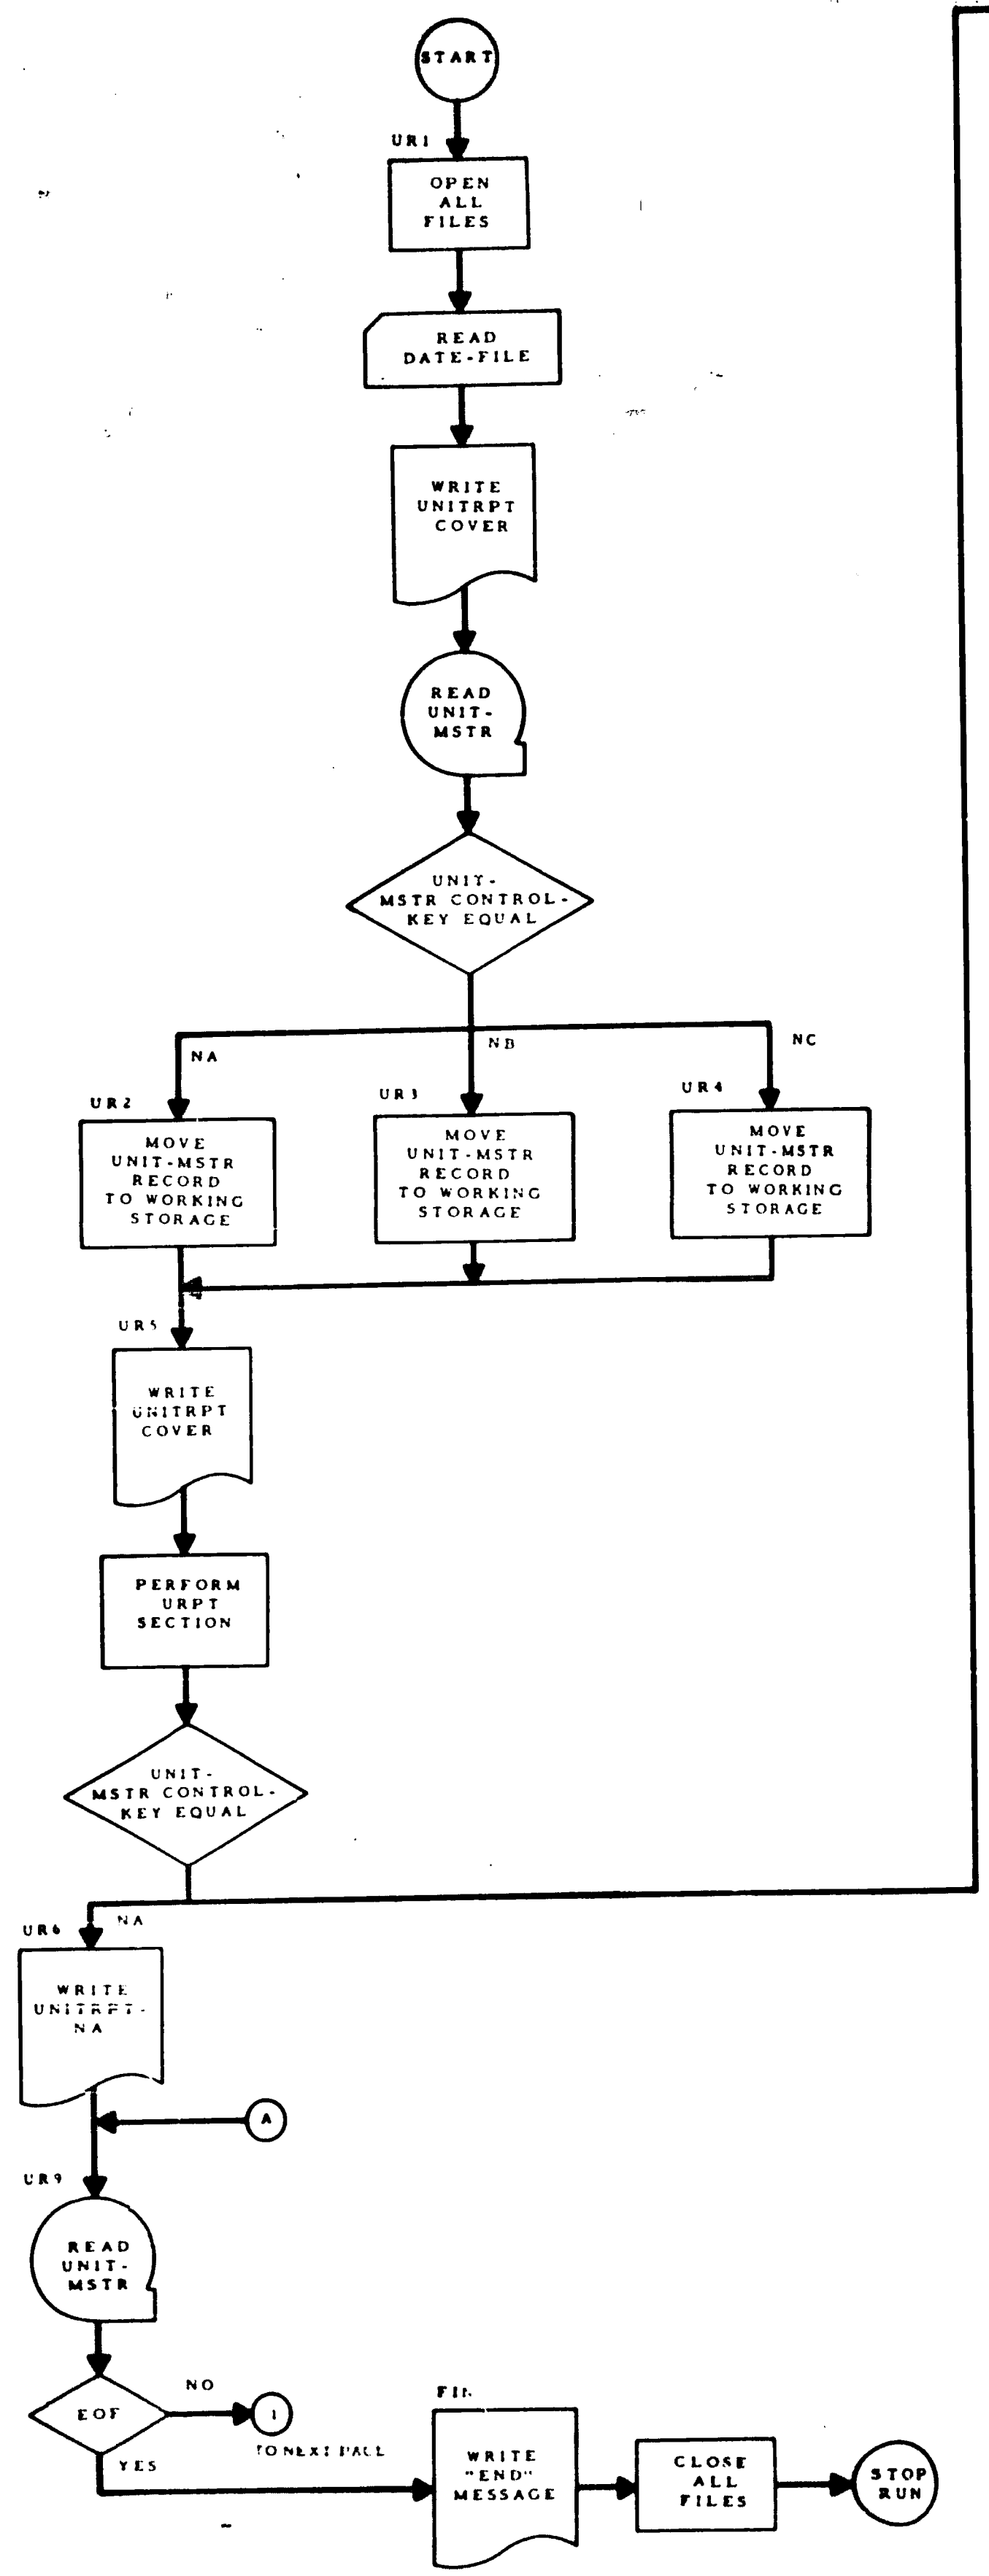 START
UR1
OPEN
ALL
FILES
READ
DATE-FILE
WRITE
UNITRPT
COVER
READ
UNIT-
MSTR
UNIT-
MSTR CONTROL-
KEY EQUAL
NA
NB
NC
UR2
MOVE
UNIT-MSTR
RECORD
TO WORKING
STORAGE
UR3
MOVE
UNIT-MSTR
RECORD
TO WORKING
STORAGE
UR4
MOVE
UNIT-MSTR
RECORD
TO WORKING
STORAGE
UR5
WRITE
UNITRPT
COVER
PERFORM
URPT
SECTION
UNIT-
MSTR CONTROL-
KEY EQUAL
NA
UR6
WRITE
UNITRPT-
NA
A
UR9
READ
UNIT-
MSTR
EOF
NO
1
TO NEXT PAGE
YES
FIN
WRITE
"END"
MESSAGE
CLOSE
ALL
FILES
STOP
RUN